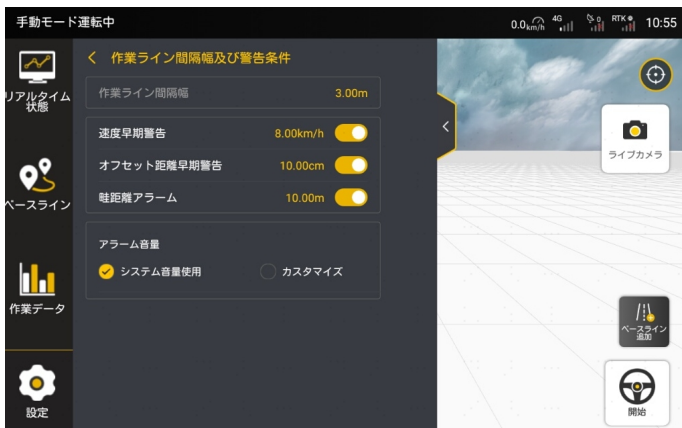 手動モード運転中
0.0km/h 4G 0 RTK 10:55
リアルタイム
状態
ベースライン
作業データ
設定
作業ライン間隔幅及び警告条件
作業ライン間隔幅 3.00m
速度早期警告 8.00km/h
オフセット距離早期警告 10.00cm
畦距離アラーム 10.00m
アラーム音量
システム音量使用 カスタマイズ
ライブカメラ
ベースライン
追加
開始